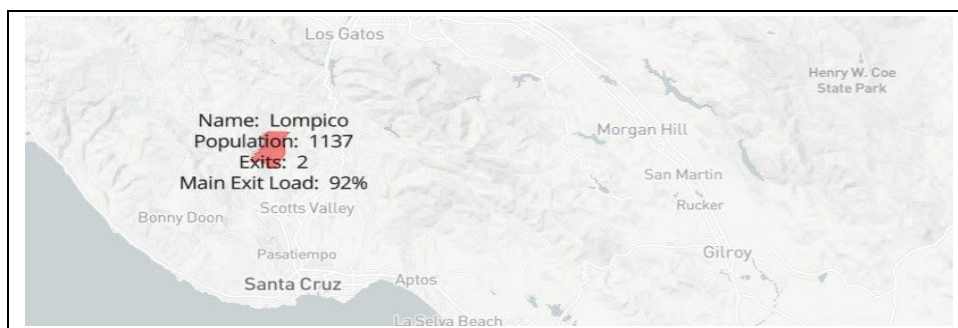 Los Gatos
Henry W. Coe
State Park
Name: Lompico
Population: 1137
Exits: 2
Main Exit Load: 92%
Morgan Hill
San Martin
Rucker
Bonny Doon
Scotts Valley
Pasatiempo
Gilroy
Santa Cruz
Aptos
La Selva Beach